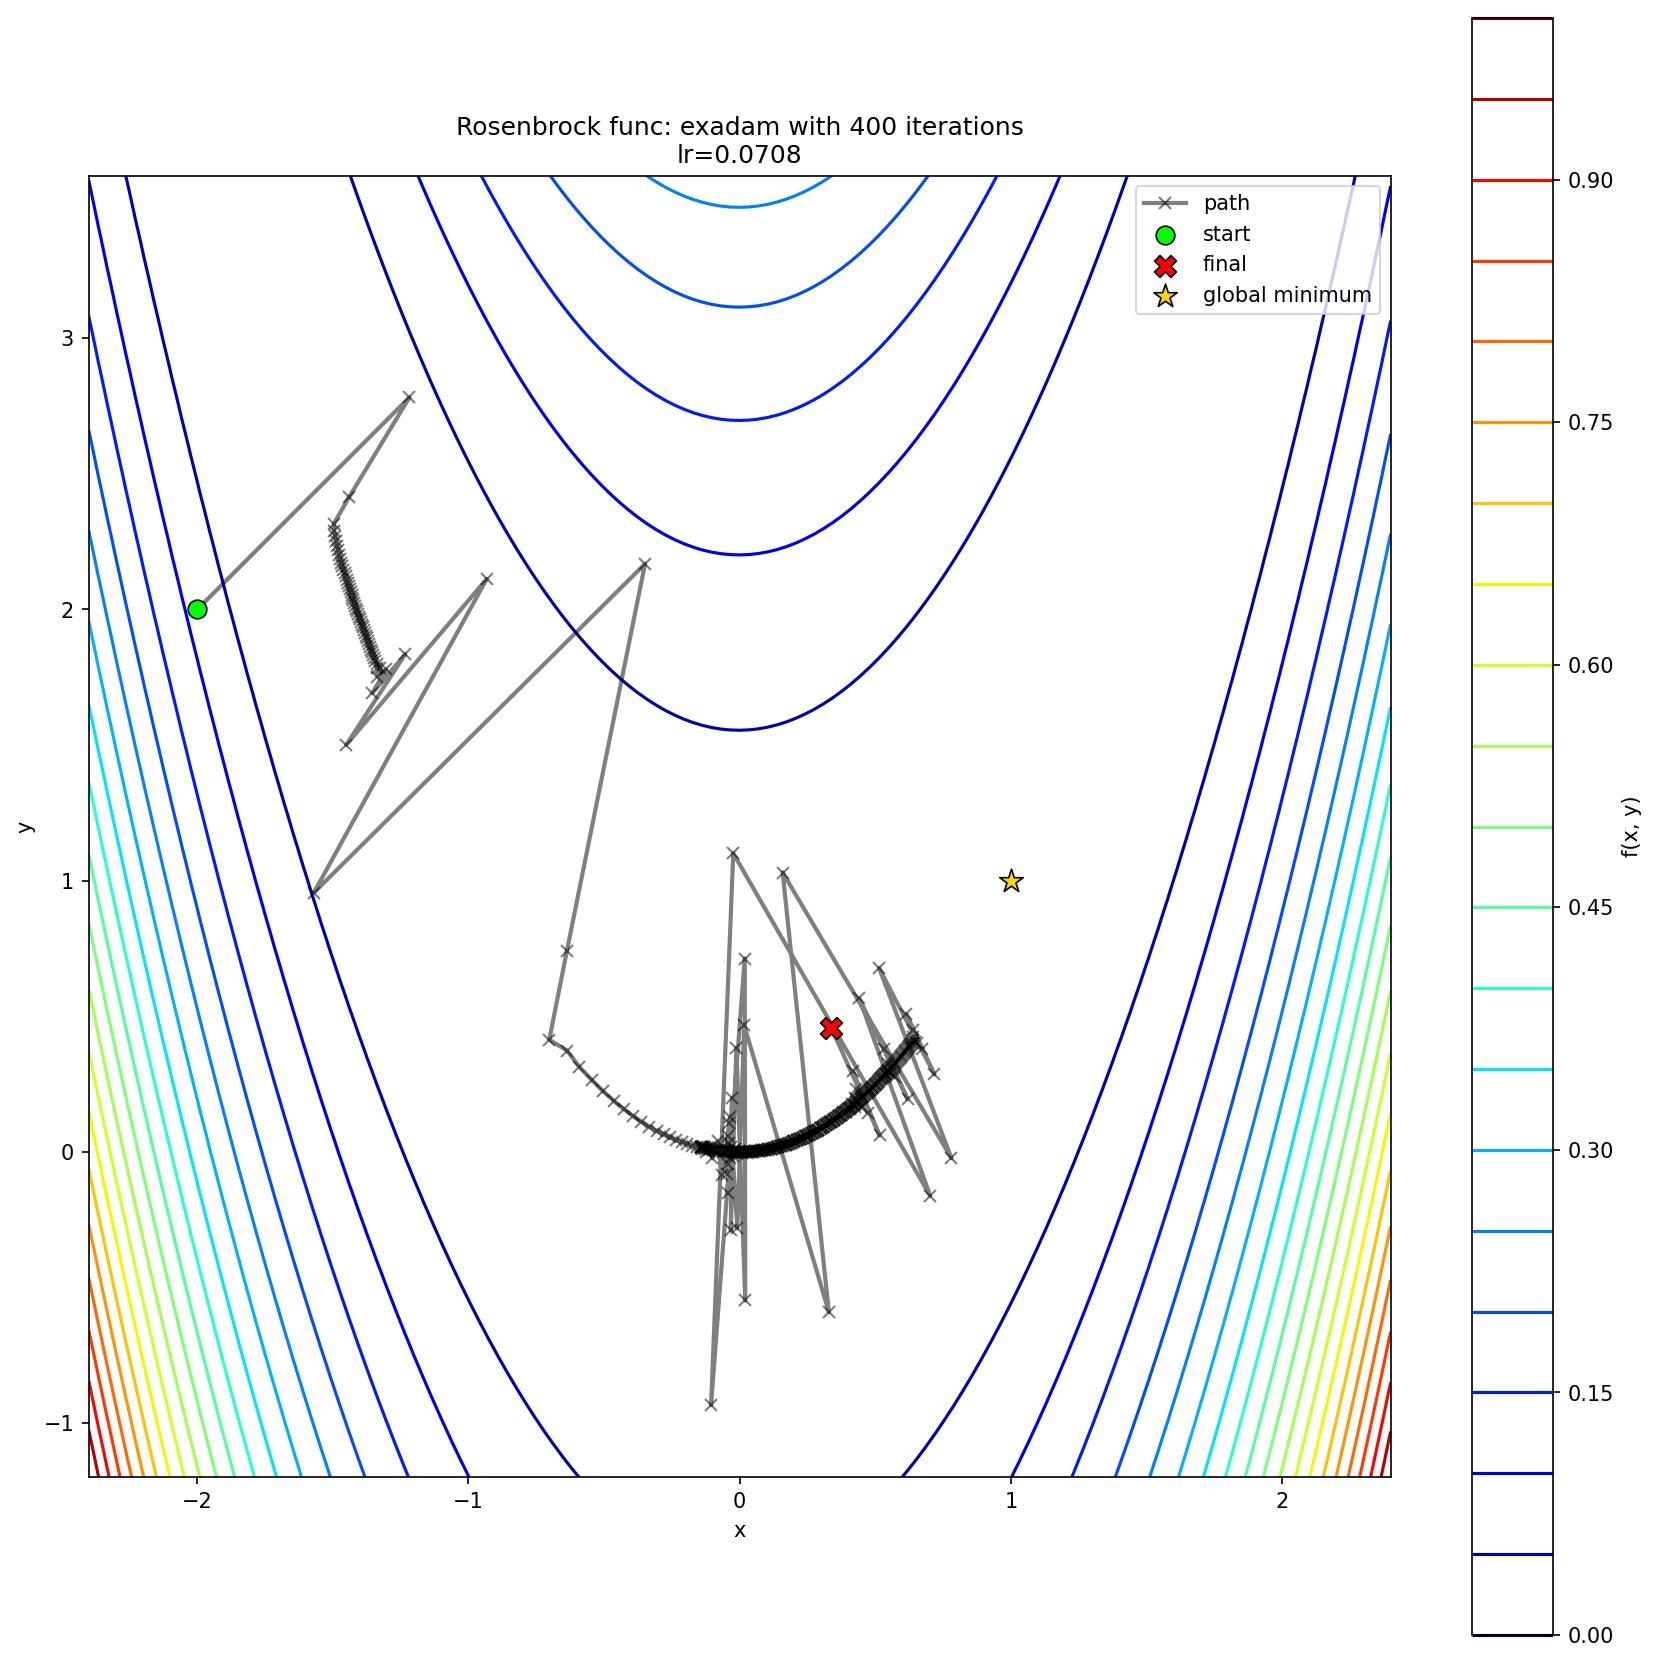 Rosenbrock func: exadam with 400 iterations
lr=0.0708
path
start
final
global minimum
3
2
1
0
−1
y
−2
−1
0
1
2
x
0.90
0.75
0.60
0.45
0.30
0.15
0.00
f(x, y)